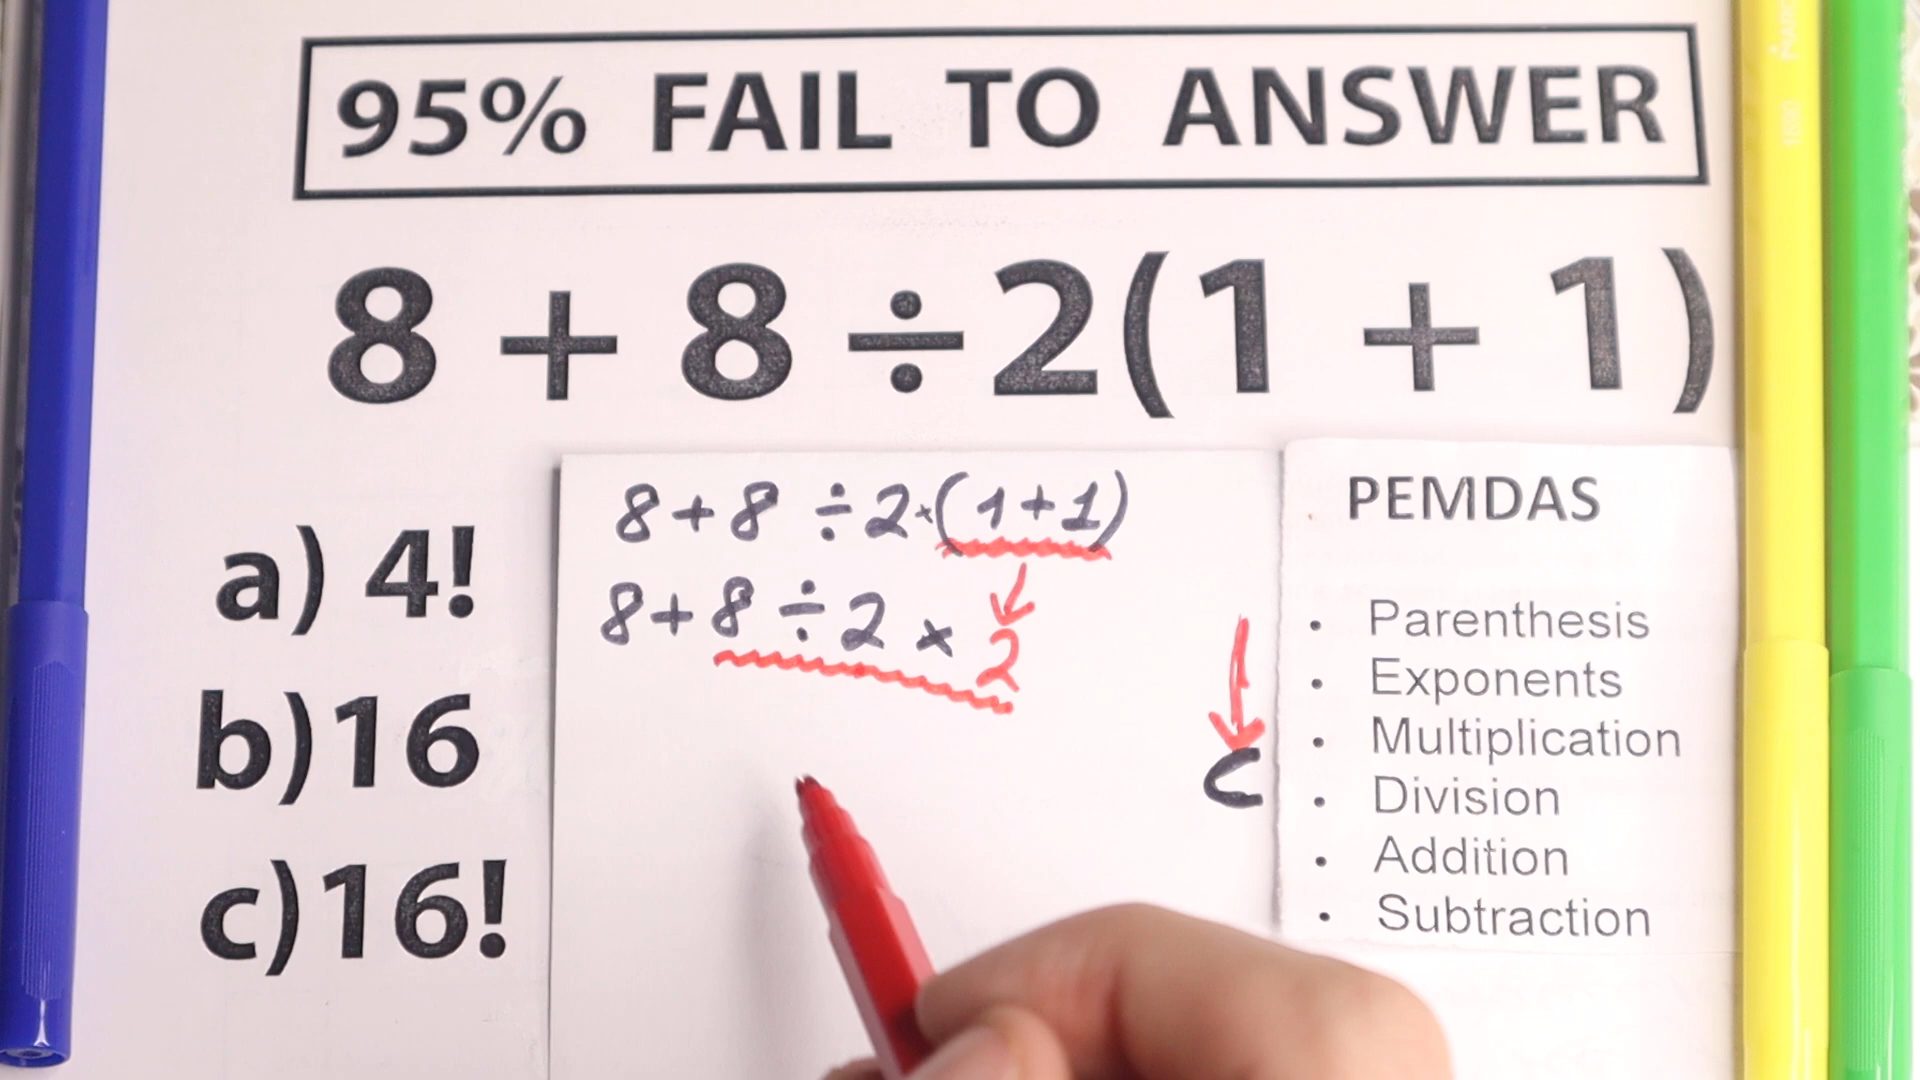 95% FAIL TO ANSWER
8 + 8 ÷ 2(1 + 1)
a) 4!
b) 16
c) 16!
8 + 8 ÷ 2 × (1 + 1)
8 + 8 ÷ 2 × 2
PEMDAS
• Parenthesis
• Exponents
• Multiplication
• Division
• Addition
• Subtraction